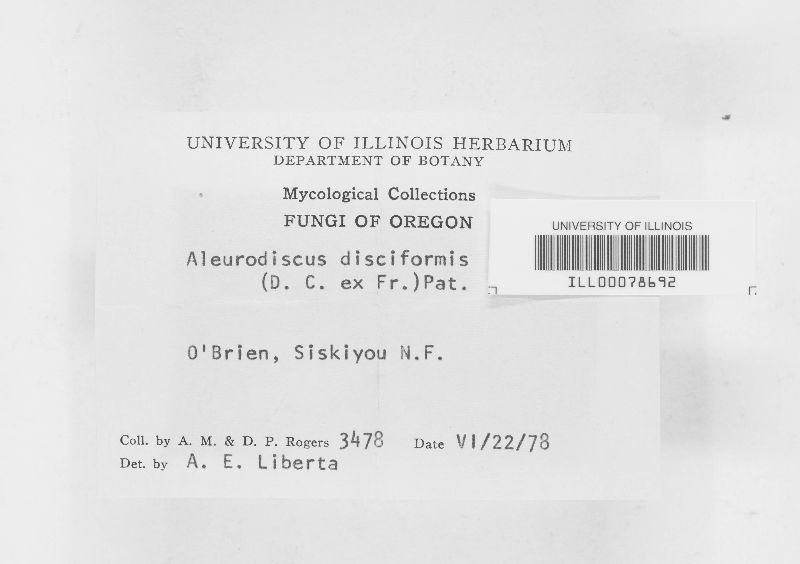 UNIVERSITY OF ILLINOIS HERBARIUM
DEPARTMENT OF BOTANY
Mycological Collections
FUNGI OF OREGON
Aleurodiscus disciformis
(D. C. ex Fr.)Pat.
UNIVERSITY OF ILLINOIS
ILL00078692
O'Brien, Siskiyou N.F.
Coll. by A. M. & D. P. Rogers 3478 Date VI/22/78
Det. by A. E. Liberta